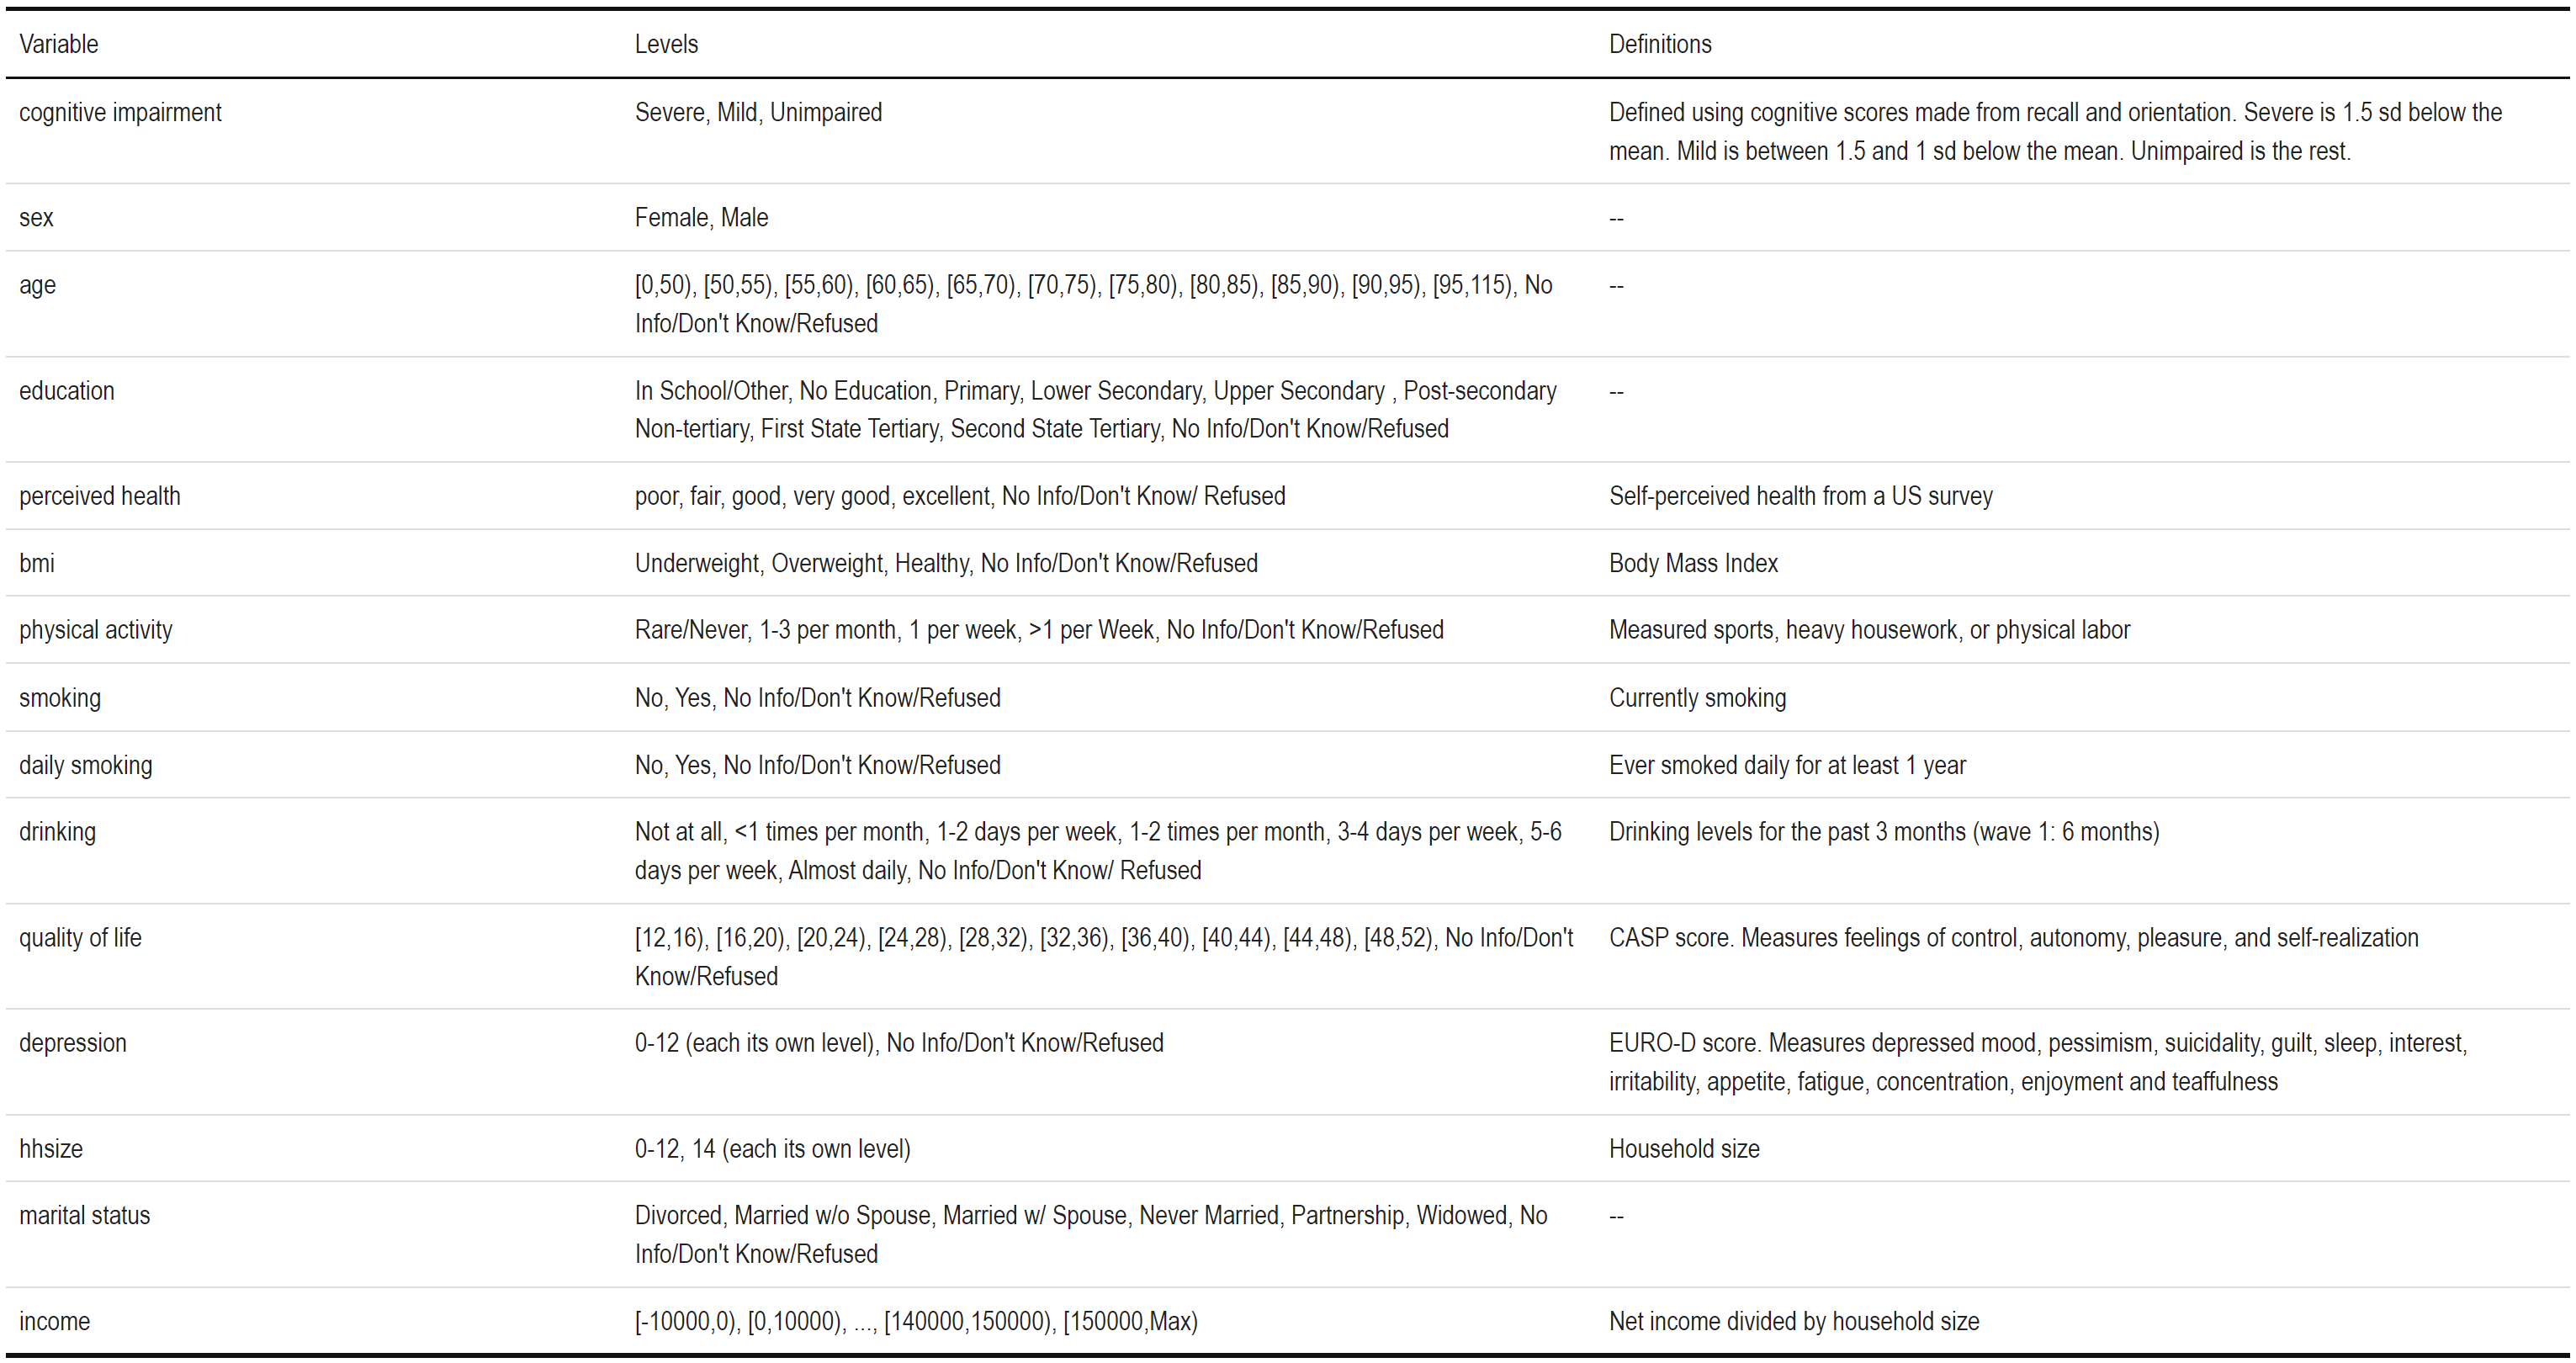 Variable Levels Definitions
cognitive impairment Severe, Mild, Unimpaired Defined using cognitive scores made from recall and orientation. Severe is 1.5 sd below the
mean. Mild is between 1.5 and 1 sd below the mean. Unimpaired is the rest.
sex Female, Male --
age [0,50), [50,55), [55,60), [60,65), [65,70), [70,75), [75,80), [80,85), [85,90), [90,95), [95,115), No --
Info/Don't Know/Refused
education In School/Other, No Education, Primary, Lower Secondary, Upper Secondary , Post-secondary --
Non-tertiary, First State Tertiary, Second State Tertiary, No Info/Don't Know/Refused
perceived health poor, fair, good, very good, excellent, No Info/Don't Know/ Refused Self-perceived health from a US survey
bmi Underweight, Overweight, Healthy, No Info/Don't Know/Refused Body Mass Index
physical activity Rare/Never, 1-3 per month, 1 per week, >1 per Week, No Info/Don't Know/Refused Measured sports, heavy housework, or physical labor
smoking No, Yes, No Info/Don't Know/Refused Currently smoking
daily smoking No, Yes, No Info/Don't Know/Refused Ever smoked daily for at least 1 year
drinking Not at all, <1 times per month, 1-2 days per week, 1-2 times per month, 3-4 days per week, 5-6 Drinking levels for the past 3 months (wave 1: 6 months)
days per week, Almost daily, No Info/Don't Know/ Refused
quality of life [12,16), [16,20), [20,24), [24,28), [28,32), [32,36), [36,40), [40,44), [44,48), [48,52), No Info/Don't CASP score. Measures feelings of control, autonomy, pleasure, and self-realization
Know/Refused
depression 0-12 (each its own level), No Info/Don't Know/Refused EURO-D score. Measures depressed mood, pessimism, suicidality, guilt, sleep, interest,
irritability, appetite, fatigue, concentration, enjoyment and teaffulness
hhsize 0-12, 14 (each its own level) Household size
marital status Divorced, Married w/o Spouse, Married w/ Spouse, Never Married, Partnership, Widowed, No --
Info/Don't Know/Refused
income [-10000,0), [0,10000), ..., [140000,150000), [150000,Max) Net income divided by household size